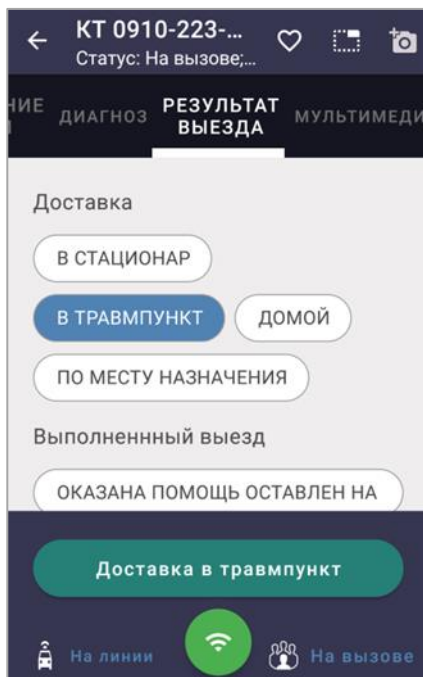 КТ 0910-223-...
Статус: На вызове;...
НИЕ
ДИАГНОЗ
РЕЗУЛЬТАТ
ВЫЕЗДА
МУЛЬТИМЕДИ
Доставка
В СТАЦИОНАР
В ТРАВМПУНКТ ДОМОЙ
ПО МЕСТУ НАЗНАЧЕНИЯ
Выполненнный выезд
ОКАЗАНА ПОМОЩЬ ОСТАВЛЕН НА
Доставка в травмпункт
На линии На вызове